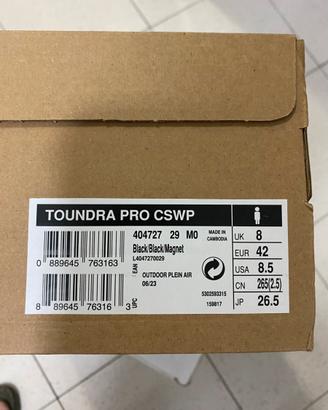 TOUNDRA PRO CSWP
404727 29 M0
MADE IN
CAMBODIA
Black/Black/Magnet
L4047270029
0 889645 763163
EAN
OUTDOOR PLEIN AIR
06/23
8 89645 76316 3
UPC
5302593315
159817
UK 8
EUR 42
USA 8.5
CN 265(2.5)
JP 26.5